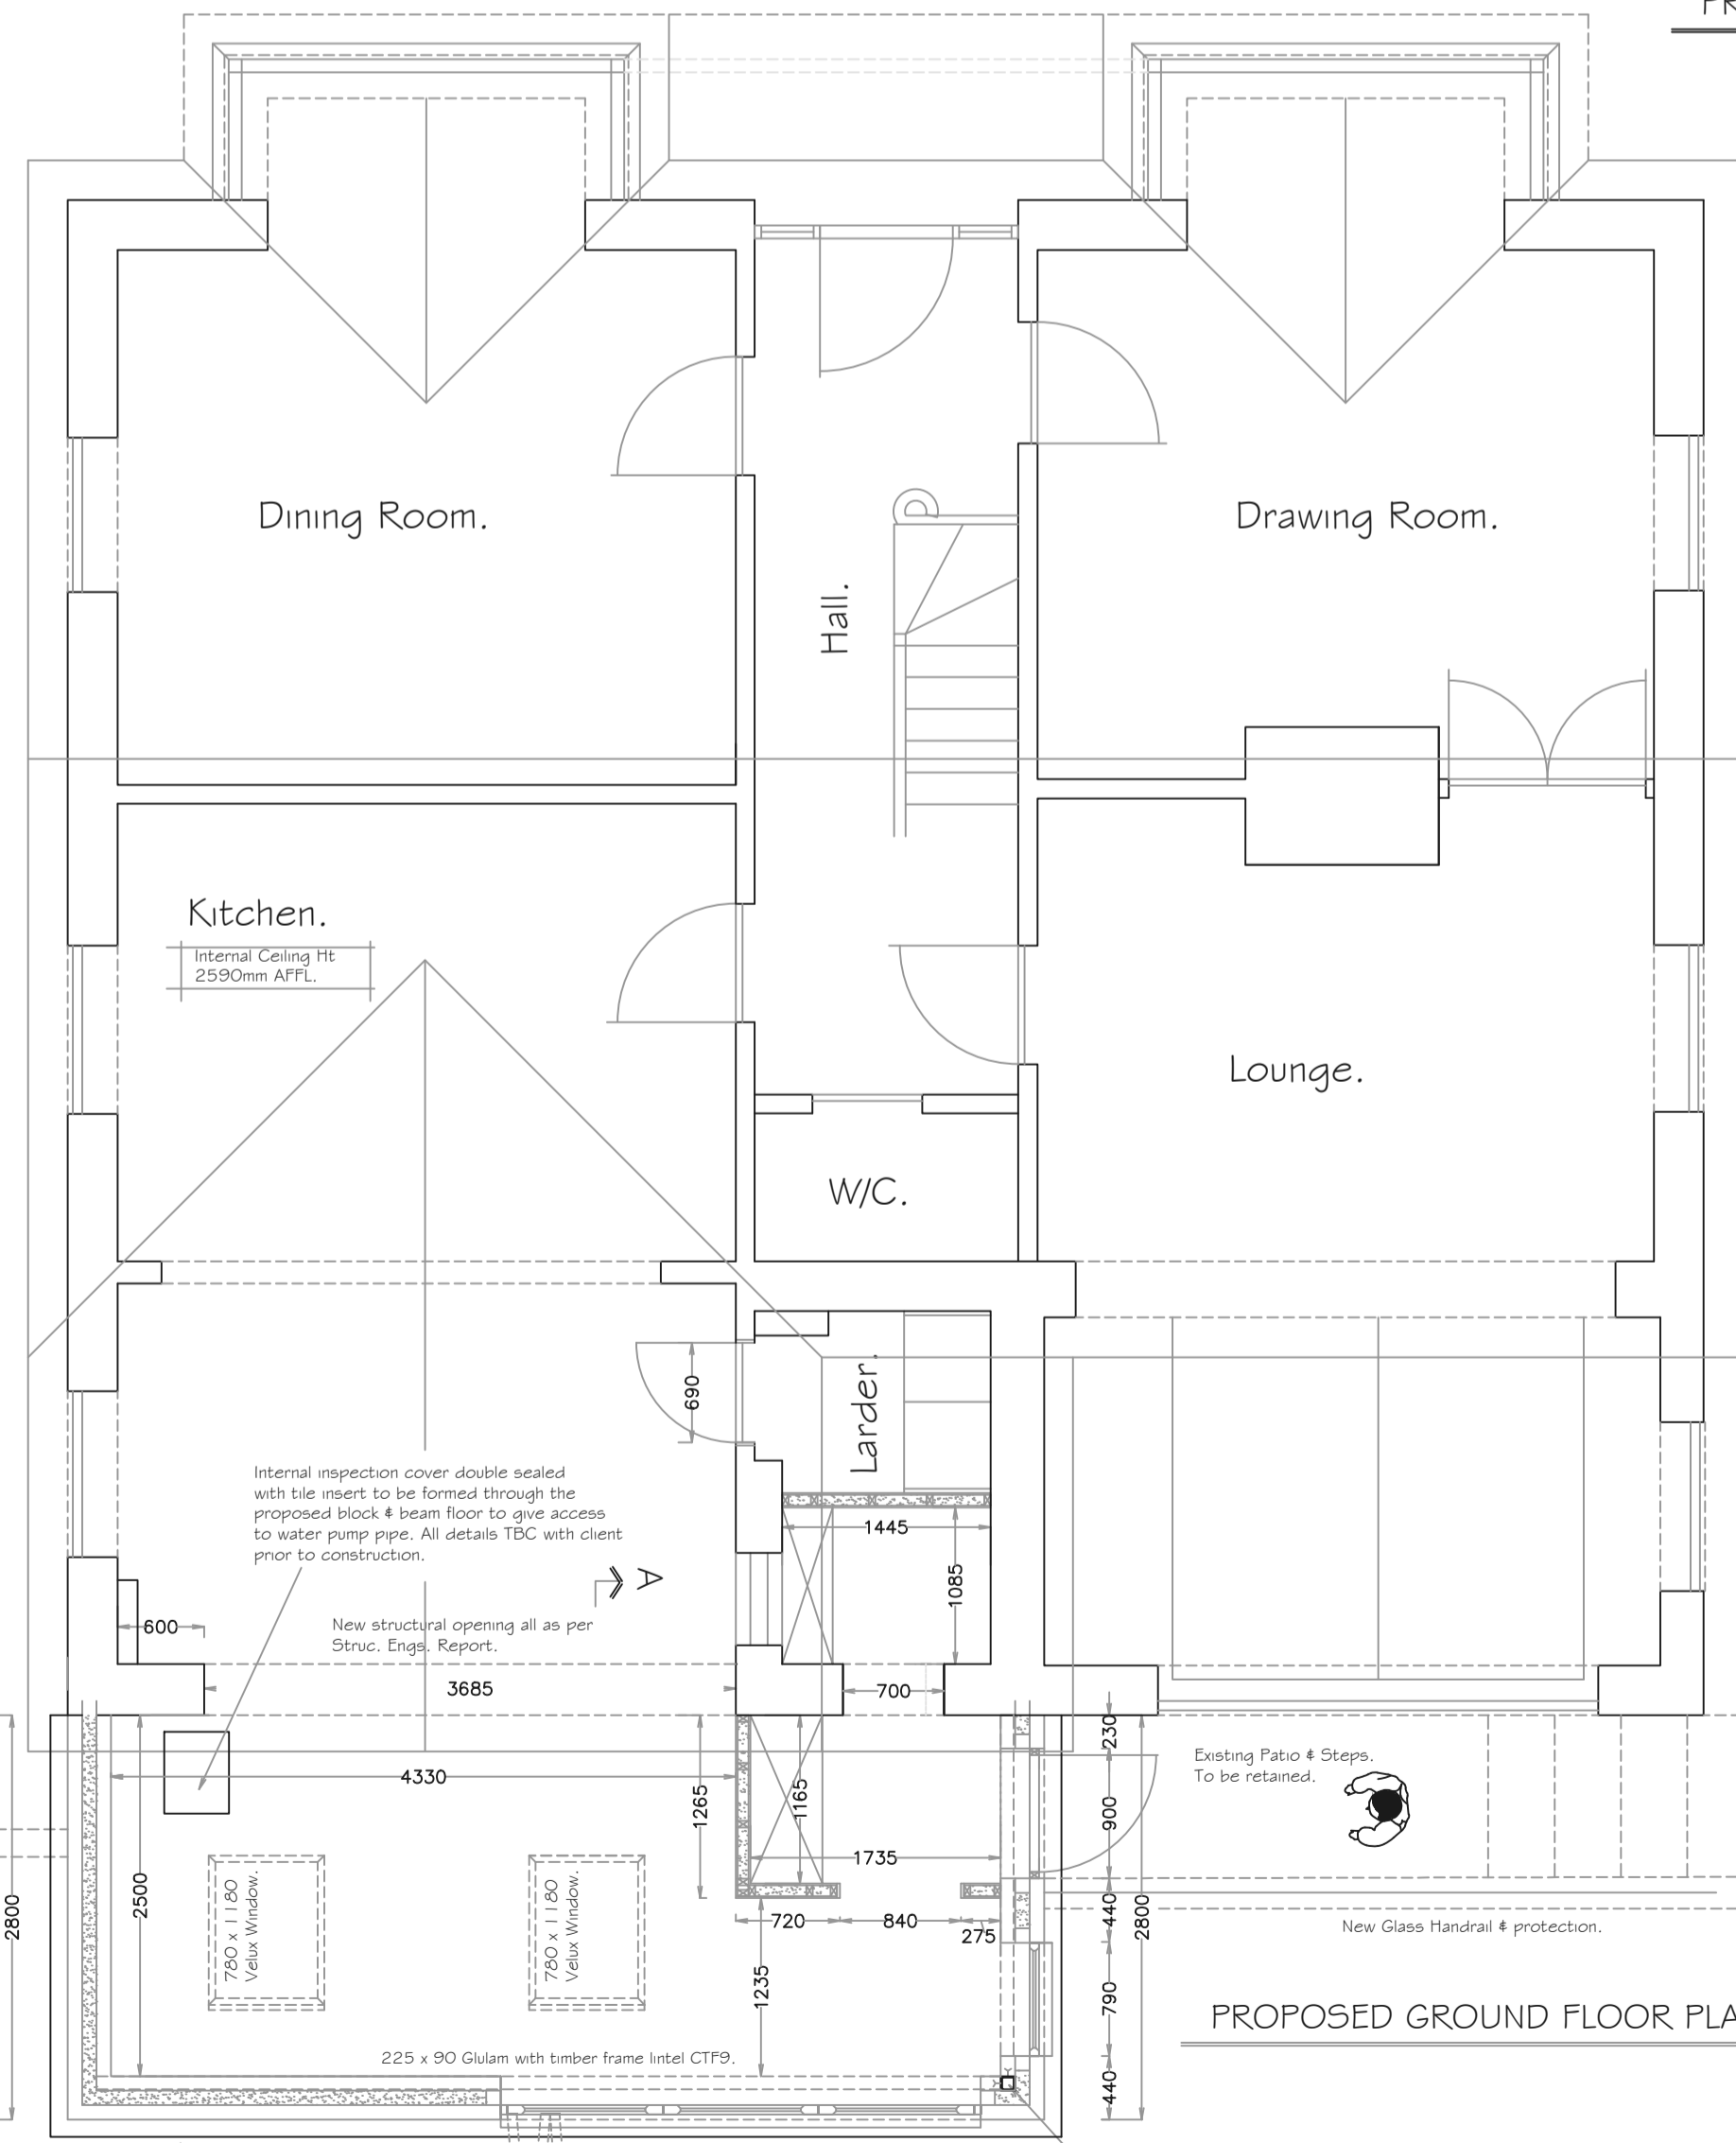 Dining Room.
Drawing Room.
Hall.
Kitchen.
Internal Ceiling Ht
2590mm AFFL.
Lounge.
W/C.
690
Larder.
Internal inspection cover double sealed
with tile insert to be formed through the
proposed block & beam floor to give access
to water pump pipe. All details TBC with client
prior to construction.
A
1445
1085
600
New structural opening all as per
Struc. Engs. Report.
3685
700
230
4330
1265
1165
900
Existing Patio & Steps.
To be retained.
1735
2800
2500
780 x 1180
Velux Window.
780 x 1180
Velux Window.
720
840
275
440
2800
New Glass Handrail & protection.
1235
790
PROPOSED GROUND FLOOR PLA
225 x 90 Glulam with timber frame lintel CTF9.
440